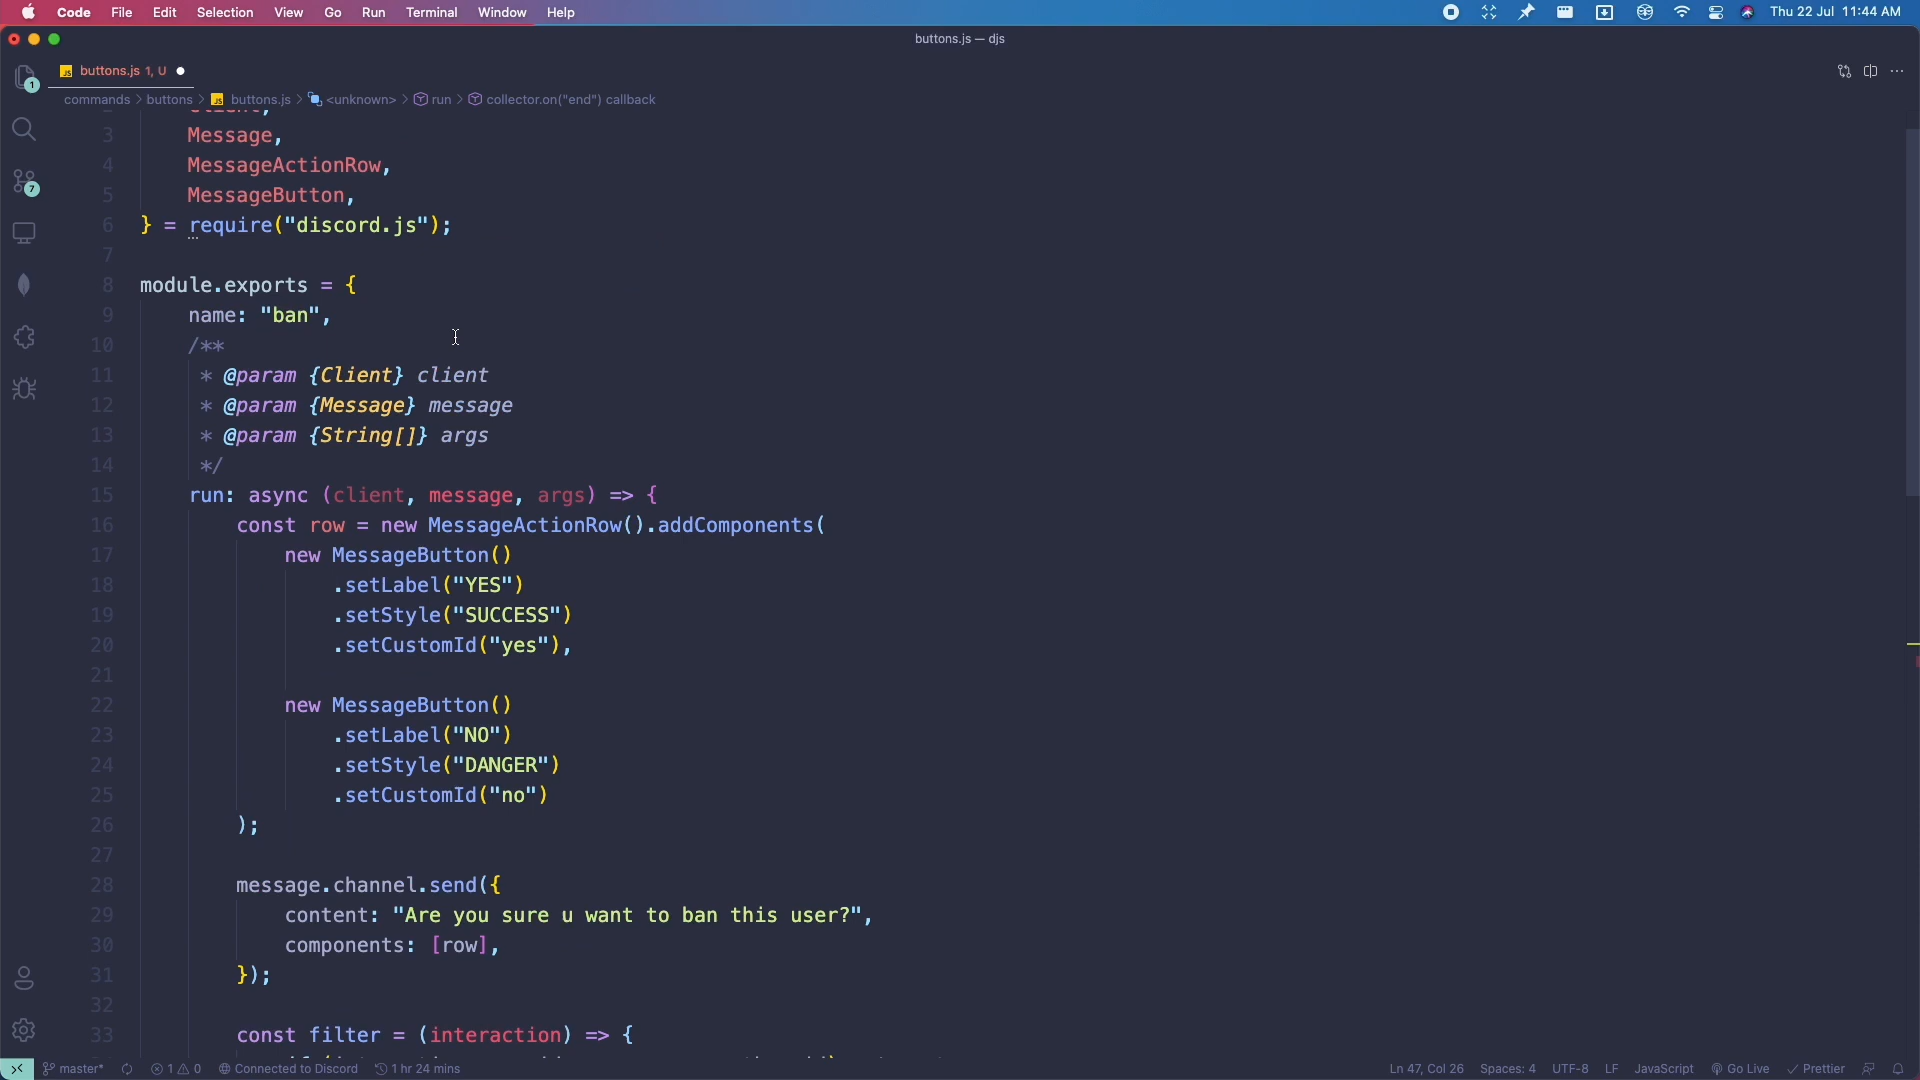 Code File Edit Selection View Go Run Terminal Window Help Thu 22 Jul 11:44 AM
buttons.js — djs
JS buttons.js 1, U
commands > buttons > JS buttons.js > <unknown> > run > collector.on("end") callback
1
7
3 Message,
4 MessageActionRow,
5 MessageButton,
6 } = require("discord.js");
7
8 module.exports = {
9 name: "ban",
10 /**
11 * @param {Client} client
12 * @param {Message} message
13 * @param {String[]} args
14 */
15 run: async (client, message, args) => {
16 const row = new MessageActionRow().addComponents(
17 new MessageButton()
18 .setLabel("YES")
19 .setStyle("SUCCESS")
20 .setCustomId("yes"),
21
22 new MessageButton()
23 .setLabel("NO")
24 .setStyle("DANGER")
25 .setCustomId("no")
26 );
27
28 message.channel.send({
29 content: "Are you sure u want to ban this user?",
30 components: [row],
31 });
32
33 const filter = (interaction) => {
master* 1 0 Connected to Discord 1 hr 24 mins Ln 47, Col 26 Spaces: 4 UTF-8 LF JavaScript Go Live Prettier